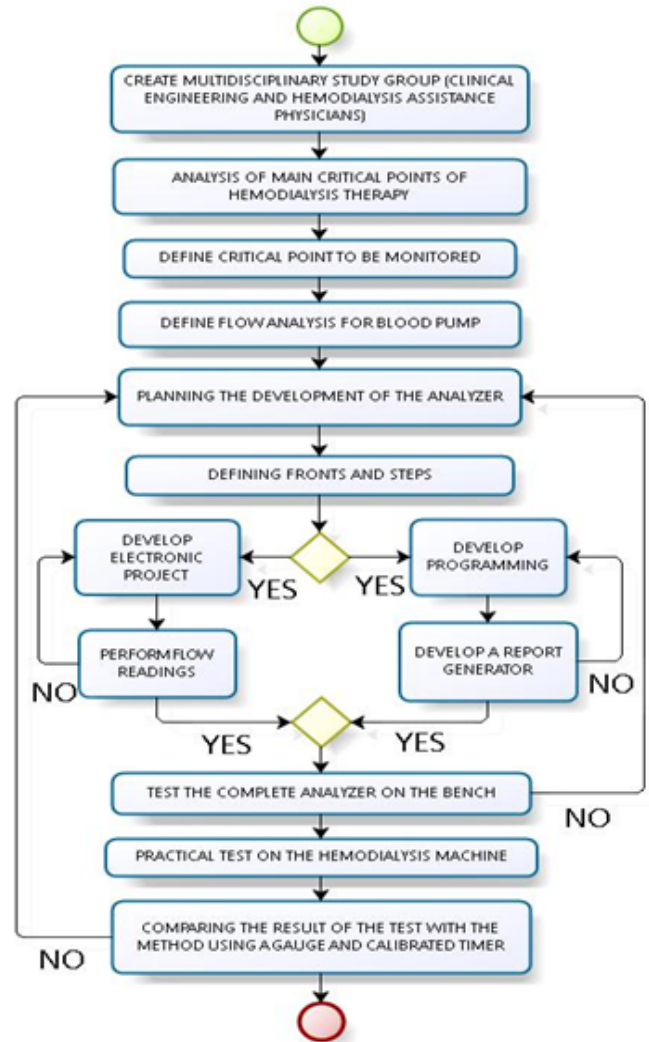 CREATE MULTIDISCIPLINARY STUDY GROUP (CLINICAL
ENGINEERING AND HEMODIALYSIS ASSISTANCE
PHYSICIANS)
ANALYSIS OF MAIN CRITICAL POINTS OF
HEMODIALYSIS THERAPY
DEFINE CRITICAL POINT TO BE MONITORED
DEFINE FLOW ANALYSIS FOR BLOOD PUMP
PLANNING THE DEVELOPMENT OF THE ANALYZER
DEFINING FRONTS AND STEPS
DEVELOP
ELECTRONIC
PROJECT
YES
YES
DEVELOP
PROGRAMMING
PERFORM FLOW
READINGS
NO
DEVELOP A REPORT
GENERATOR
NO
YES
YES
TEST THE COMPLETE ANALYZER ON THE BENCH
NO
PRACTICAL TEST ON THE HEMODIALYSIS MACHINE
COMPARING THE RESULT OF THE TEST WITH THE
METHOD USING A GAUGE AND CALIBRATED TIMER
NO